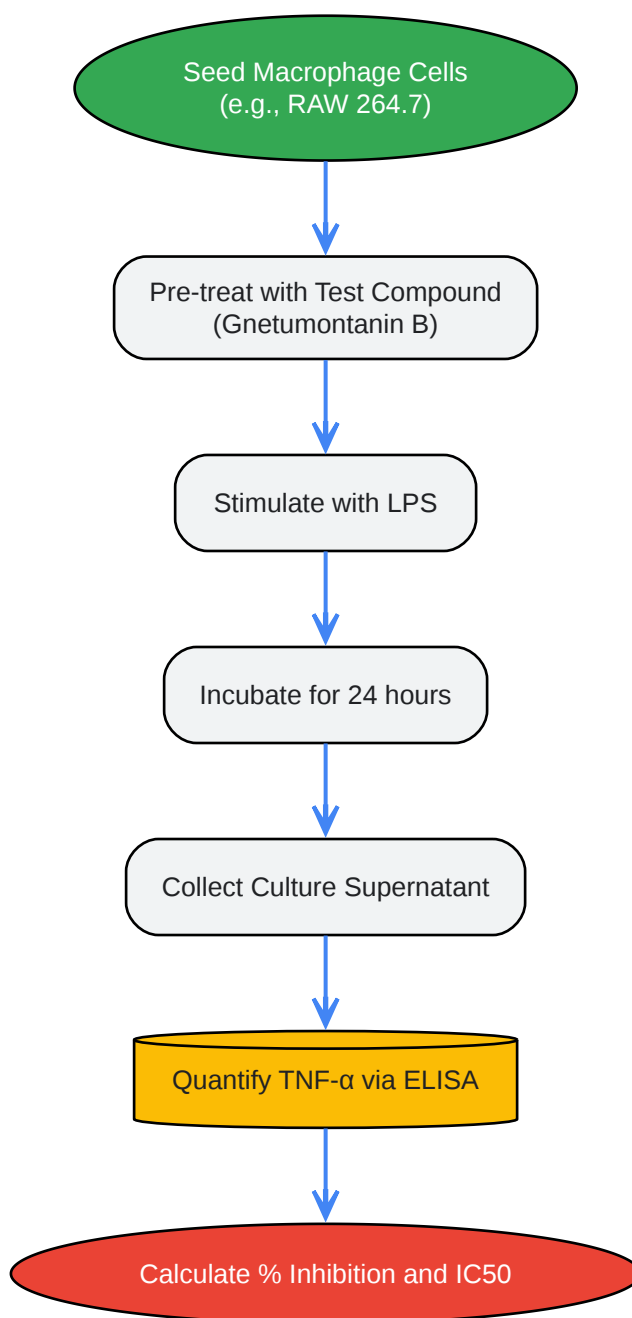 Seed Macrophage Cells
(e.g., RAW 264.7)
Pre-treat with Test Compound
(Gnetumontanin B)
Stimulate with LPS
Incubate for 24 hours
Collect Culture Supernatant
Quantify TNF-α via ELISA
Calculate % Inhibition and IC50